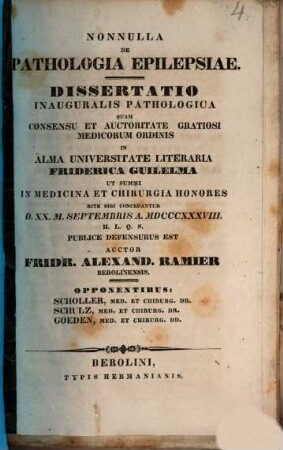 4.
NONNULLA
DE
PATHOLOGIA EPILEPSIAE.
DISSERTATIO
INAUGURALIS PATHOLOGICA
QUAM
CONSENSU ET AUCTORITATE GRATIOSI
MEDICORUM ORDINIS
IN
ALMA UNIVERSITATE LITERARIA
FRIDERICA GUILELMA
UT SUMMI
IN MEDICINA ET CHIRURGIA HONORES
RITE SIBI CONCEDANTUR
D. XX. M. SEPTEMBRIS A. MDCCCXXXVIII.
H. L. Q. S.
PUBLICE DEFENSURUS EST
AUCTOR
FRIDR. ALEXAND. RAMIER
BEROLINENSIS.
OPPONENTIBUS:
SCHOLLER, MED. ET CHIRURG. DD.
SCHULZ, MED. ET CHIRURG. DR.
GOEDEN, MED. ET CHIRURG. DD.
BEROLINI,
TYPIS HERMANIANIS.